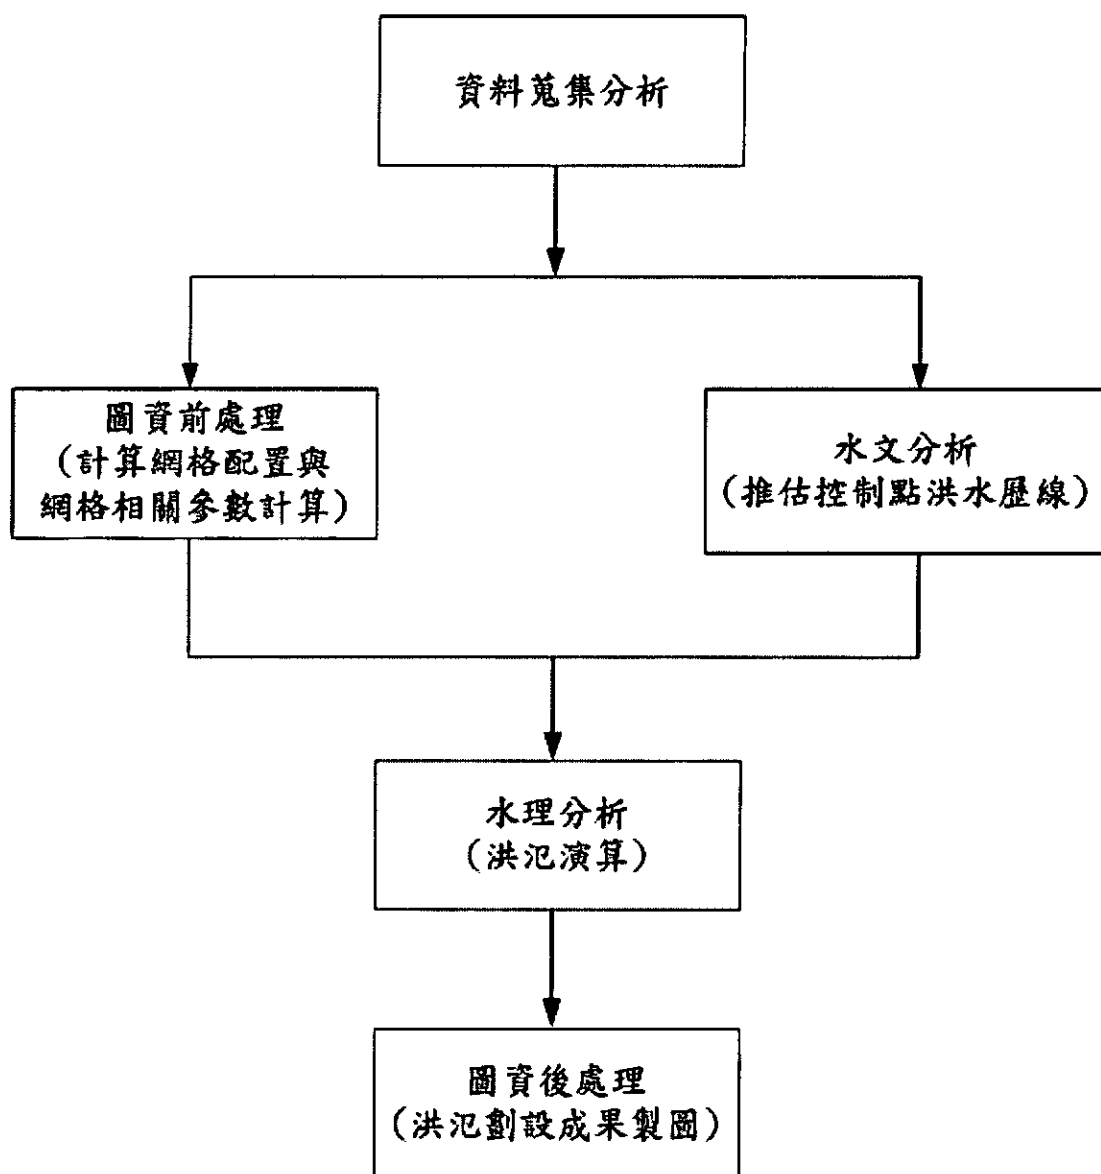 資料蒐集分析
圖資前處理
(計算網格配置與
網格相關參數計算)
水文分析
(推估控制點洪水歷線)
水理分析
(洪氾演算)
圖資後處理
(洪氾劃設成果製圖)